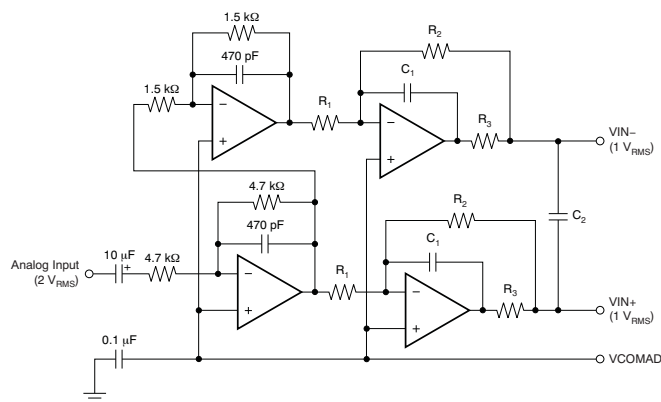 1.5 kΩ
470 pF
R2
C1
1.5 kΩ
R1
R3
−
+
−
+
VIN−
(1 VRMS)
4.7 kΩ
470 pF
R2
C1
C2
10 μF
+
4.7 kΩ
R1
R3
Analog Input
(2 VRMS)
−
+
−
+
VIN+
(1 VRMS)
0.1 μF
VCOMAD